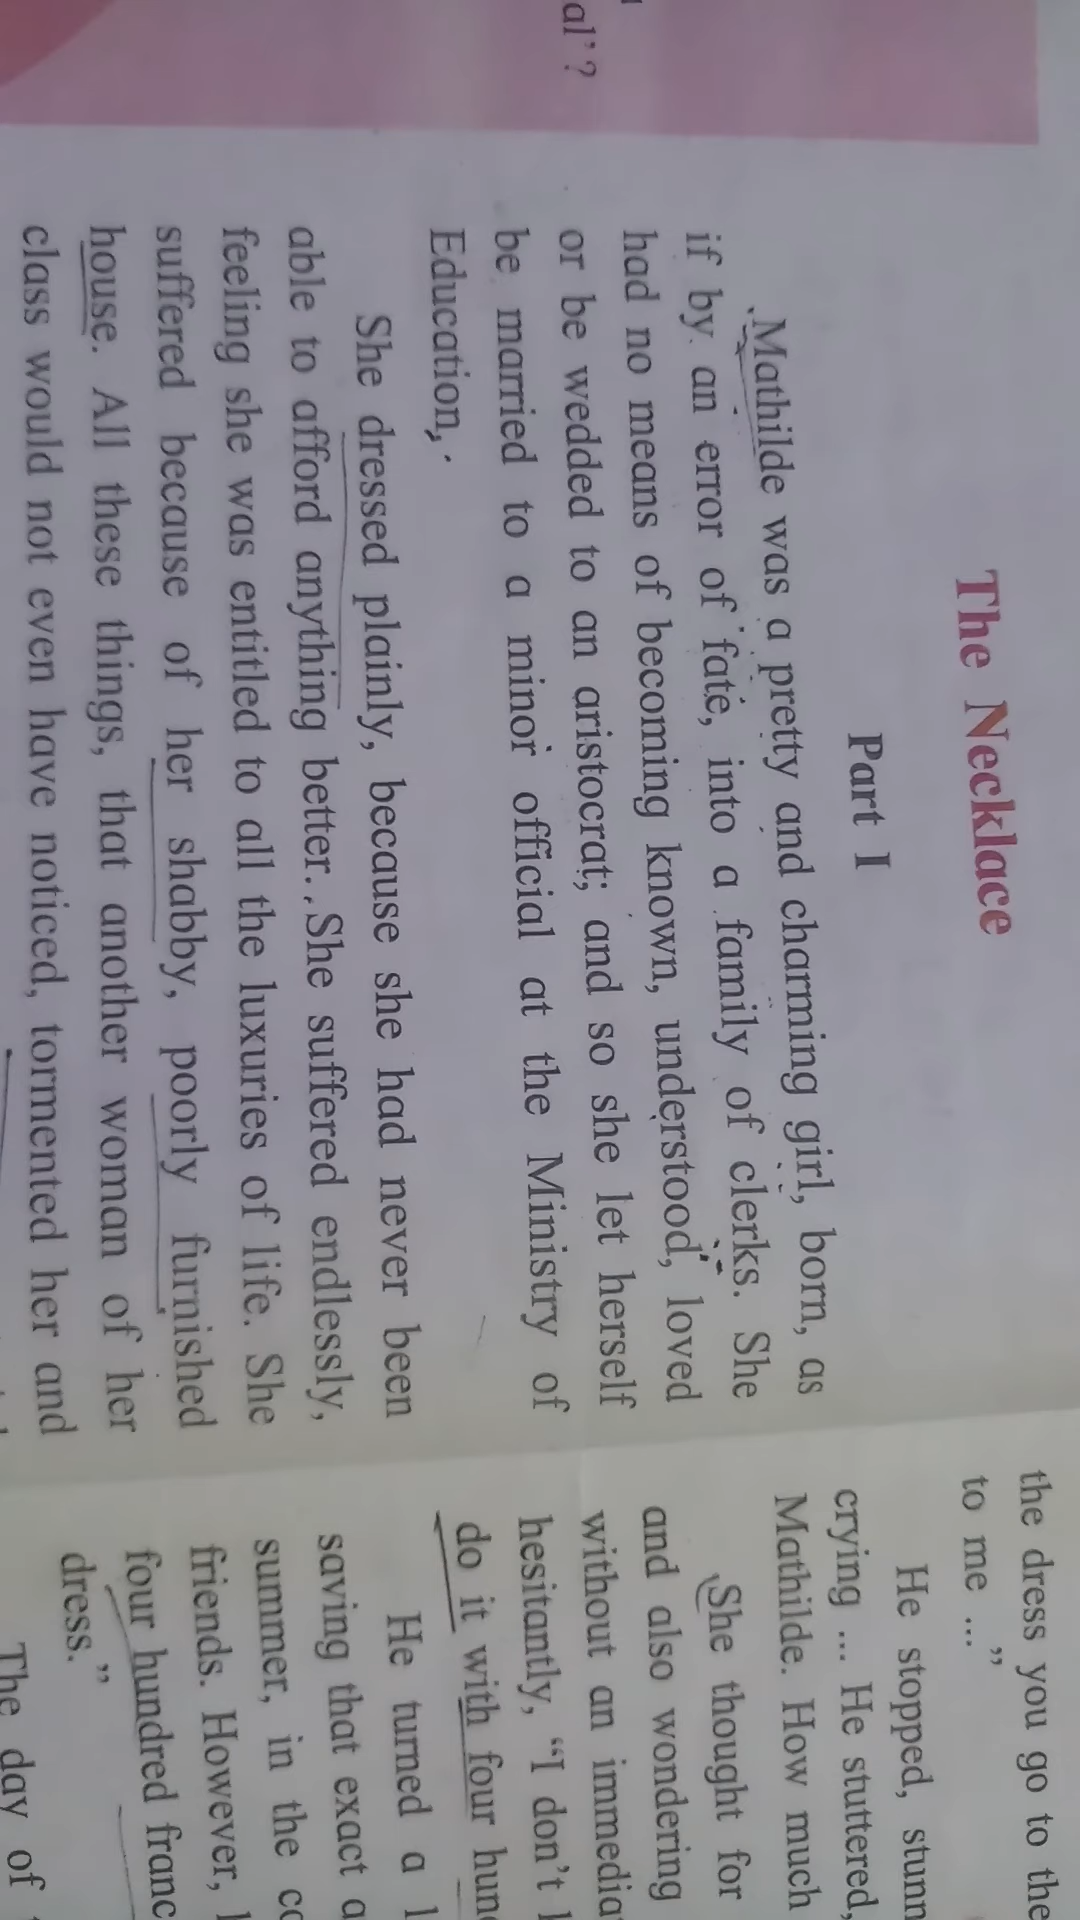 al'?
The Necklace
Part I
Mathilde was a pretty and charming girl, born, as
if by an error of fate, into a family of clerks. She
had no means of becoming known, understood, loved
or be wedded to an aristocrat; and so she let herself
be married to a minor official at the Ministry of
Education,
She dressed plainly, because she had never been
able to afford anything better. She suffered endlessly,
feeling she was entitled to all the luxuries of life. She
suffered because of her shabby, poorly furnished
house. All these things, that another woman of her
class would not even have noticed, tormented her and
the dress you go to the
to me ...”
He stopped, stunn
crying ... He stuttered,
Mathilde. How much
She thought for
and also wondering
without an immedia
hesitantly, “I don't
do it with four hun
He turned a
saving that exact a
summer, in the co
friends. However,
four hundred franc
dress.”
The day of